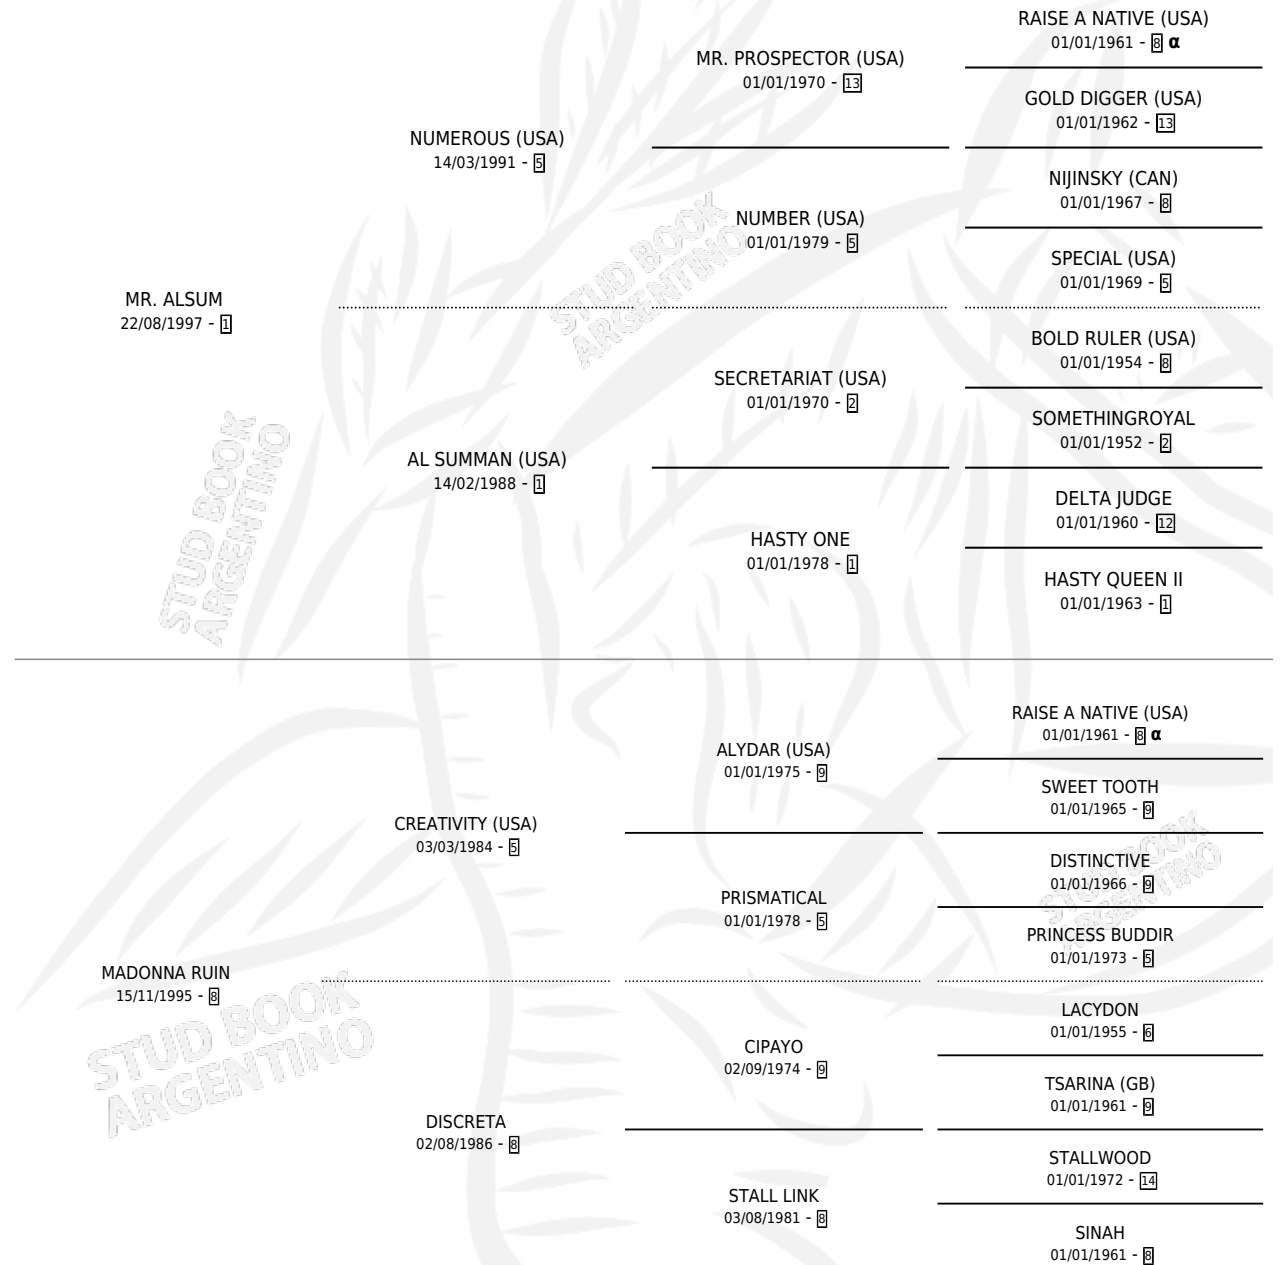 RAISE A NATIVE (USA)
01/01/1961 - 8 α
MR. PROSPECTOR (USA)
01/01/1970 - 13
GOLD DIGGER (USA)
01/01/1962 - 13
NUMEROUS (USA)
14/03/1991 - 5
NIJINSKY (CAN)
01/01/1967 - 8
NUMBER (USA)
01/01/1979 - 5
SPECIAL (USA)
01/01/1969 - 5
MR. ALSUM
22/08/1997 - 1
STUD BOOK
ARGENTINO
BOLD RULER (USA)
01/01/1954 - 8
SECRETARIAT (USA)
01/01/1970 - 2
SOMETHINGROYAL
01/01/1952 - 2
AL SUMMAN (USA)
14/02/1988 - 1
DELTA JUDGE
01/01/1960 - 12
HASTY ONE
01/01/1978 - 1
HASTY QUEEN II
01/01/1963 - 1
STUD BOOK
ARGENTINO
RAISE A NATIVE (USA)
01/01/1961 - 8 α
ALYDAR (USA)
01/01/1975 - 9
SWEET TOOTH
01/01/1965 - 9
CREATIVITY (USA)
03/03/1984 - 5
DISTINCTIVE
01/01/1966 - 9
STUD BOOK
ARGENTINO
PRISMATICAL
01/01/1978 - 5
PRINCESS BUDDIR
01/01/1973 - 5
MADONNA RUIN
15/11/1995 - 8
STUD BOOK
ARGENTINO
LACYDON
01/01/1955 - 6
CIPAYO
02/09/1974 - 9
TSARINA (GB)
01/01/1961 - 9
DISCRETA
02/08/1986 - 8
STALLWOOD
01/01/1972 - 14
STALL LINK
03/08/1981 - 8
SINAH
01/01/1961 - 8